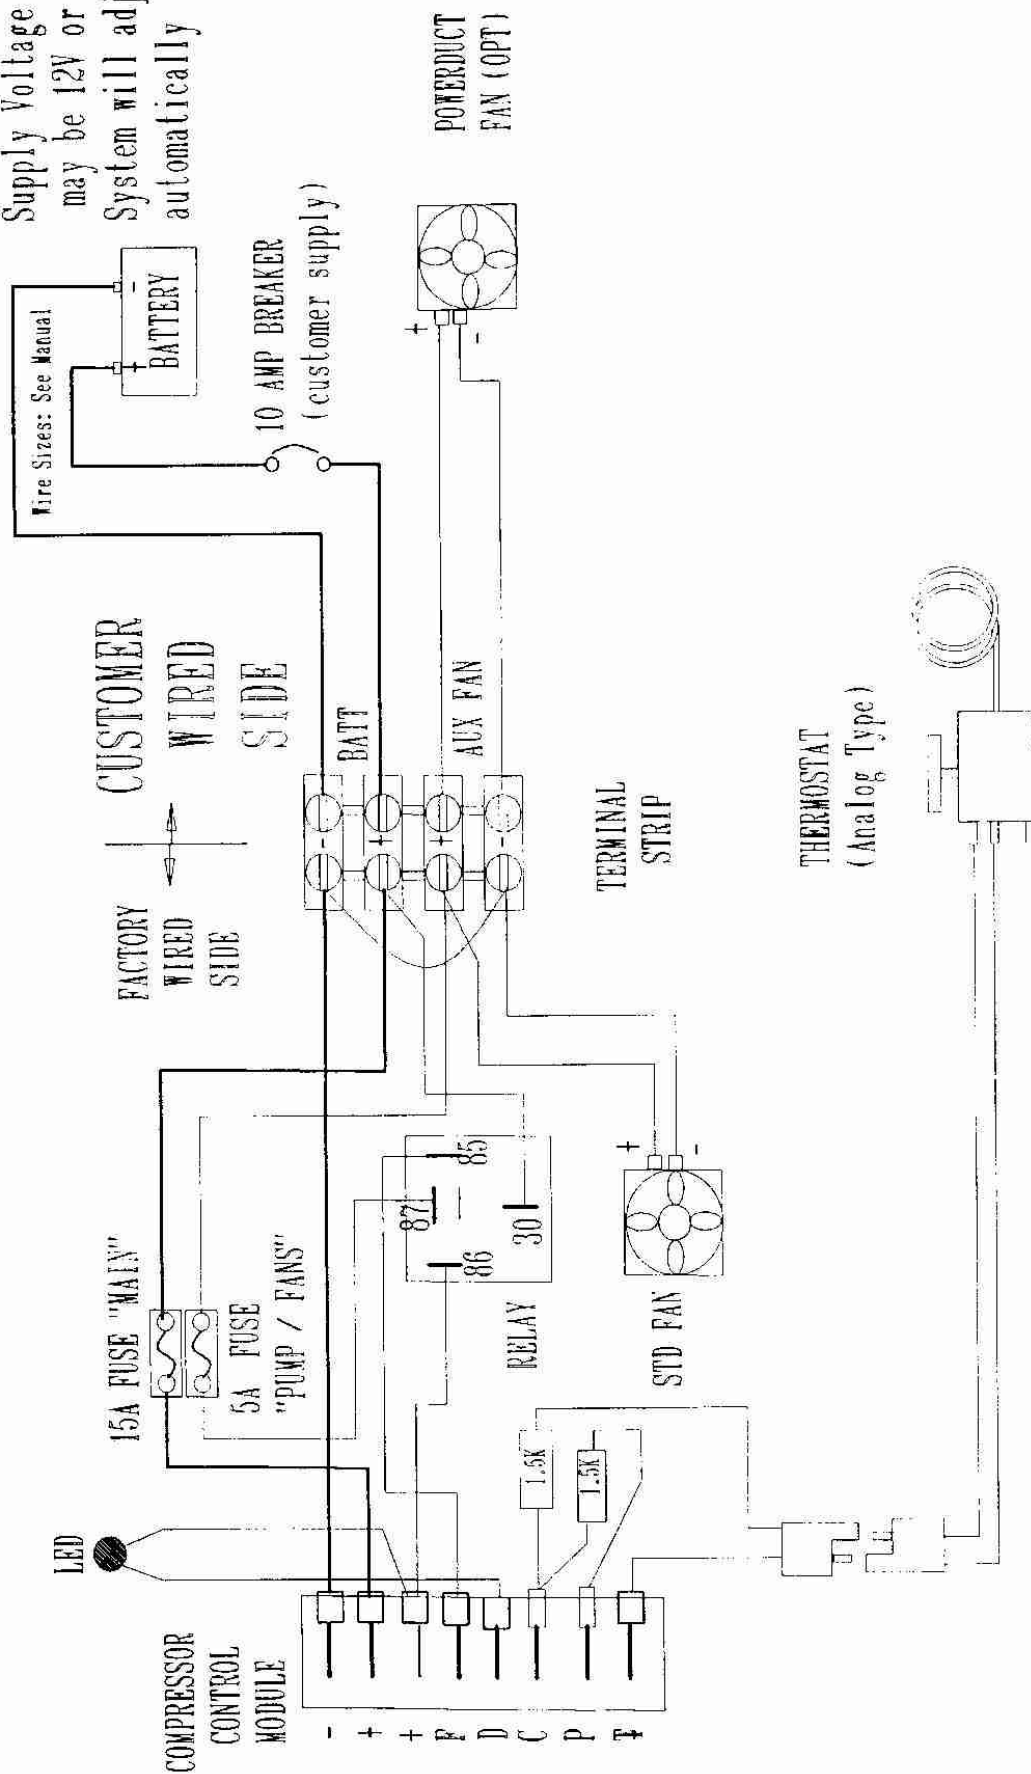 Supply Voltage
may be 12V or
System will adj
automatically
Wire Sizes: See Manual
- +
BATTERY
10 AMP BREAKER
(customer supply)
POWERDUCT
FAN (OPT)
+
-
CUSTOMER
WIRED
SIDE
FACTORY
WIRED
SIDE
BATT
AUX FAN
-
+
+
-
TERMINAL
STRIP
THERMOSTAT
(Analog Type)
15A FUSE "MAIN"
5A FUSE
"PUMP / FANS"
87
85
86
30
RELAY
+
-
STD FAN
LED
1.5K
1.5K
COMPRESSOR
CONTROL
MODULE
-
+
+
F
D
C
P
T